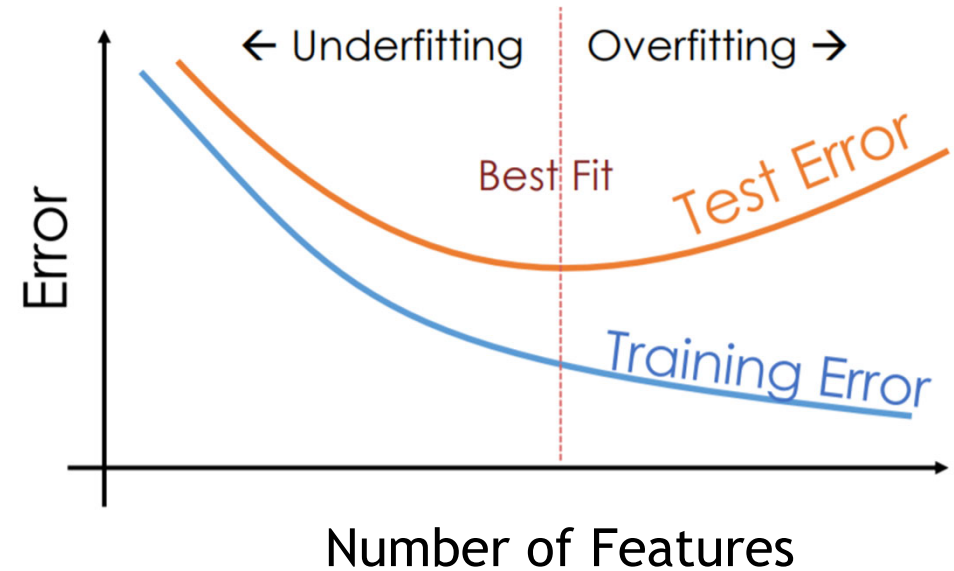 ← Underfitting
Overfitting →
Best Fit
Test Error
Error
Training Error
Number of Features